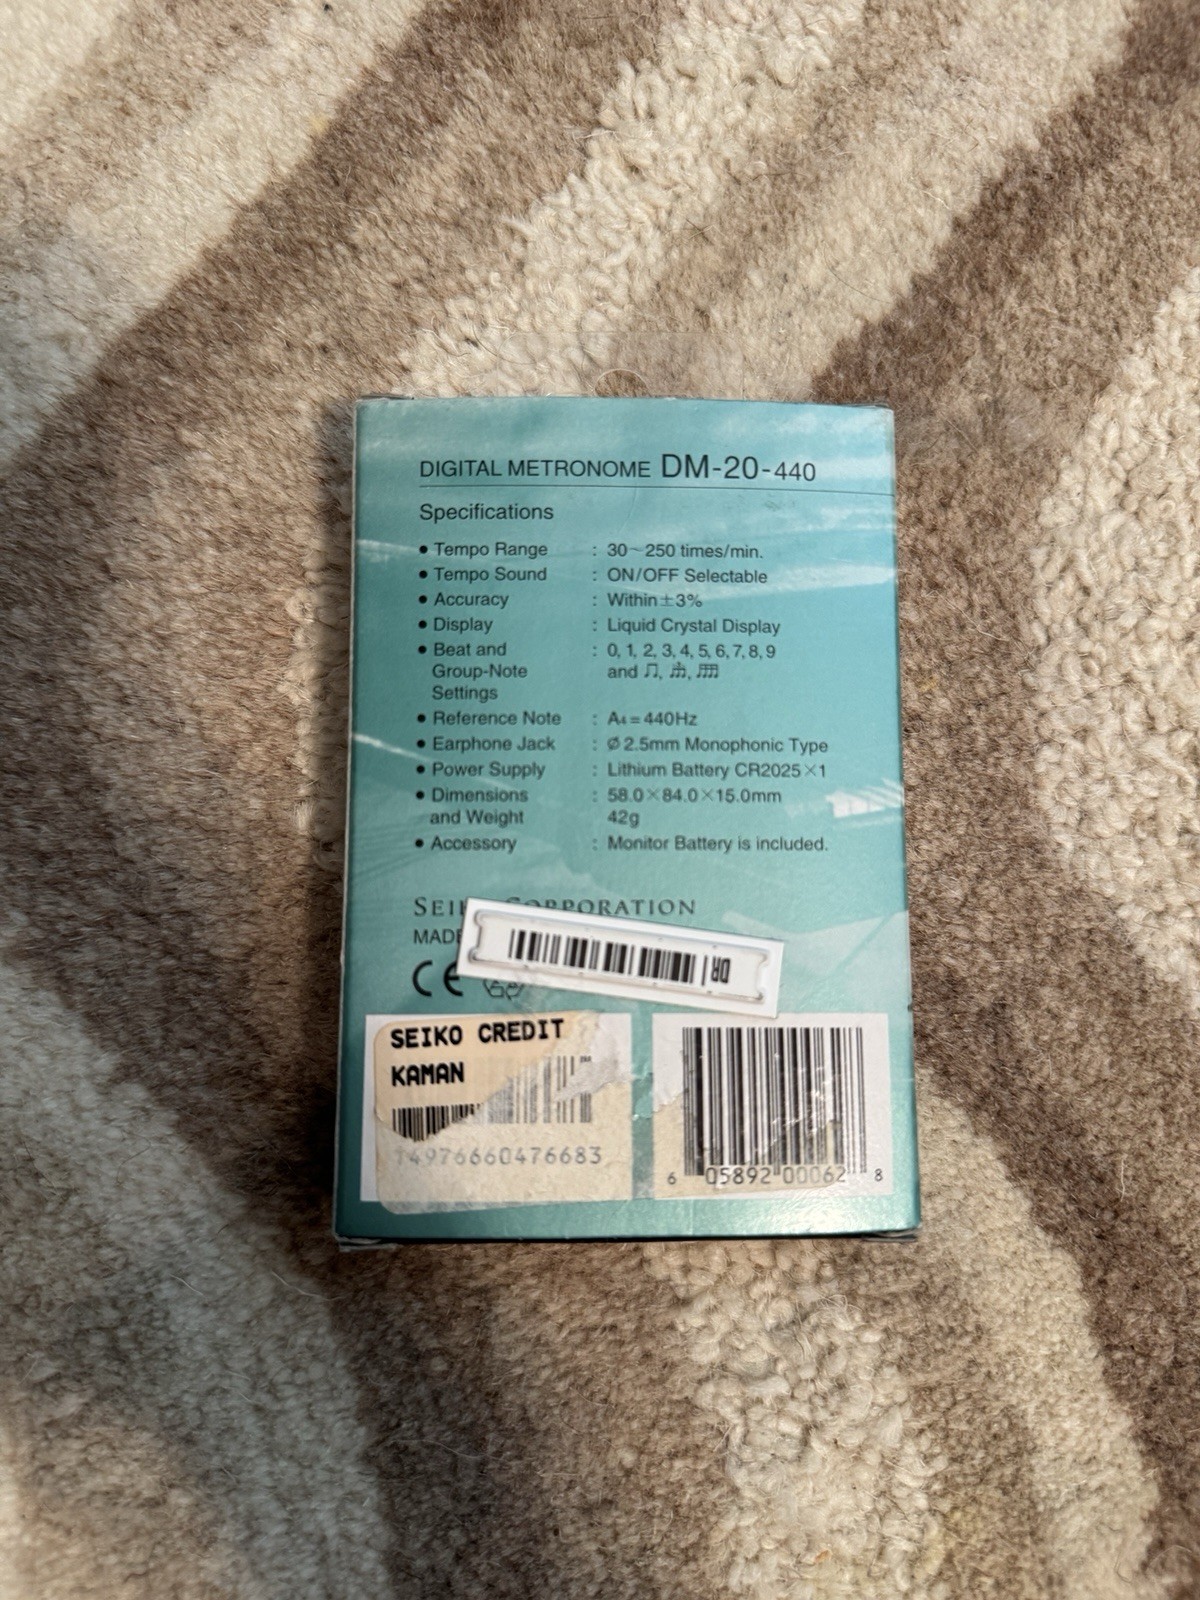 DIGITAL METRONOME DM-20-440
Specifications
• Tempo Range : 30~250 times/min.
• Tempo Sound : ON/OFF Selectable
• Accuracy : Within±3%
• Display : Liquid Crystal Display
• Beat and : 0, 1, 2, 3, 4, 5, 6, 7, 8, 9
Group-Note and ♫, ,
Settings
• Reference Note : A4=440Hz
• Earphone Jack : Ø 2.5mm Monophonic Type
• Power Supply : Lithium Battery CR2025×1
• Dimensions : 58.0×84.0×15.0mm
and Weight 42g
• Accessory : Monitor Battery is included.
CORPORATION
MADE
CE
DR
SEIKO CREDIT
KAMAN
4976660476683
6 05892 00062 8